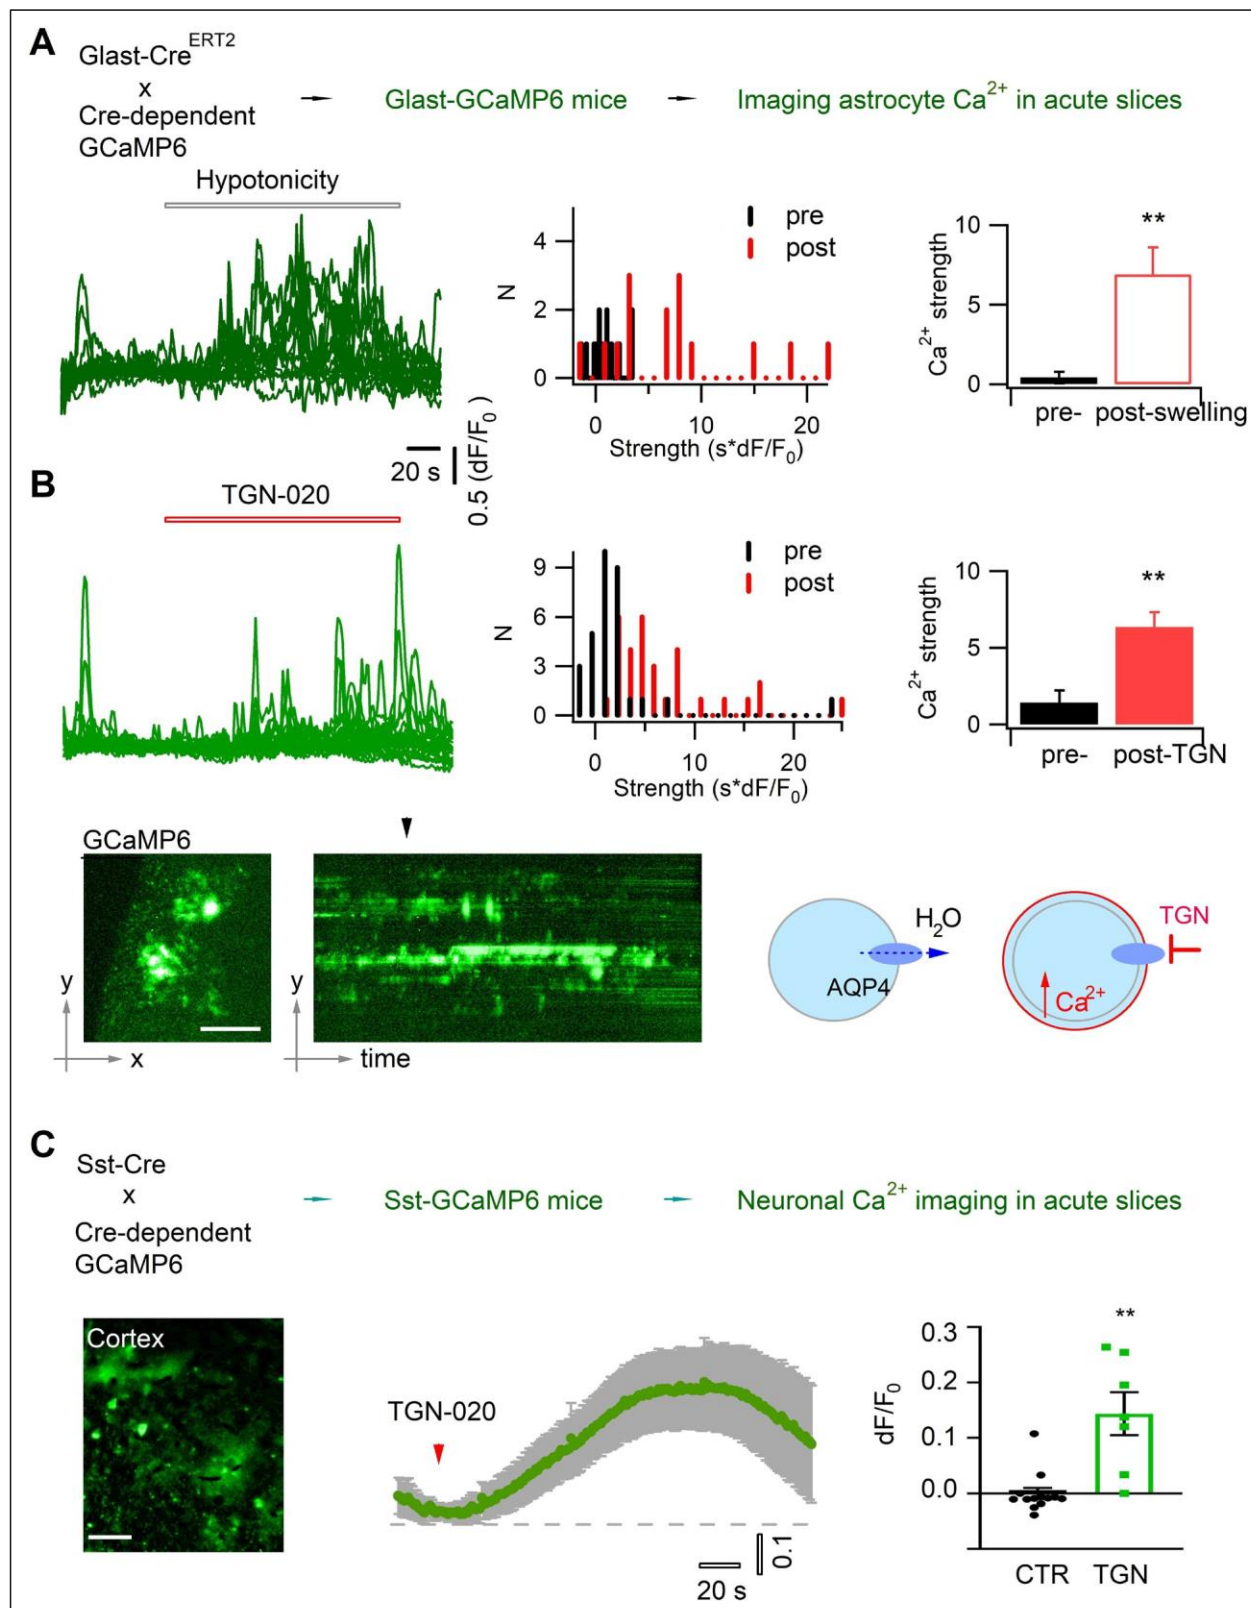 A
Glast-Cre^ERT2
x
Cre-dependent
GCaMP6
Glast-GCaMP6 mice
Imaging astrocyte Ca²⁺ in acute slices
Hypotonicity
20 s
0.5 (dF/F₀)
4
2
0
N
pre
post
0
10
20
Strength (s*dF/F₀)
10
5
0
Ca²⁺ strength
**
pre-
post-swelling
B
TGN-020
9
6
3
0
N
pre
post
0
10
20
Strength (s*dF/F₀)
10
5
0
Ca²⁺ strength
**
pre-
post-TGN
GCaMP6
y
x
y
time
H₂O
AQP4
TGN
Ca²⁺
C
Sst-Cre
x
Cre-dependent
GCaMP6
Sst-GCaMP6 mice
Neuronal Ca²⁺ imaging in acute slices
Cortex
TGN-020
20 s
0.1
0.3
0.2
0.1
0.0
dF/F₀
**
CTR
TGN